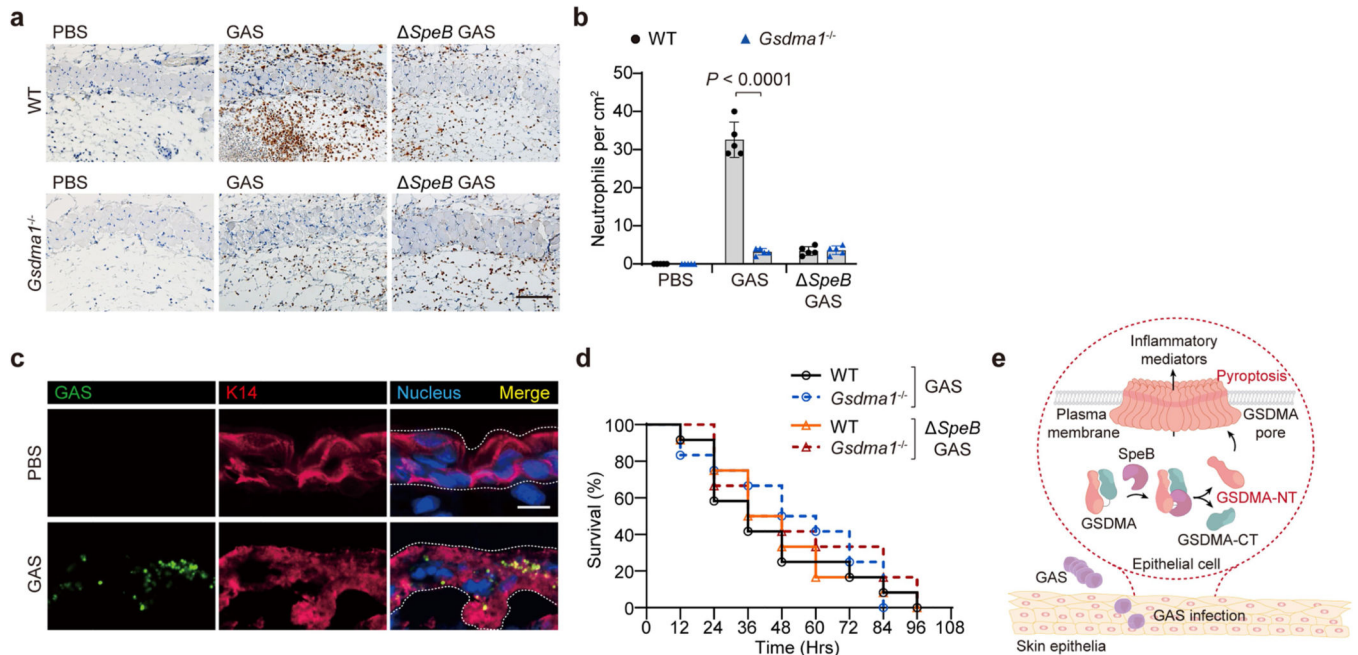 a
PBS
GAS
ΔSpeB GAS
WT
PBS
GAS
ΔSpeB GAS
Gsdma1-/-
b
WT
Gsdma1-/-
P < 0.0001
Neutrophils per cm2
50
40
30
20
10
0
PBS
GAS
ΔSpeB
GAS
c
GAS
K14
Nucleus
Merge
PBS
GAS
d
WT
Gsdma1-/-
GAS
WT
Gsdma1-/-
ΔSpeB
GAS
Survival (%)
100
80
60
40
20
0
0 12 24 36 48 60 72 84 96 108
Time (Hrs)
e
Inflammatory
mediators
Pyroptosis
Plasma
membrane
GSDMA
pore
SpeB
GSDMA
GSDMA-NT
GSDMA-CT
Epithelial cell
GAS
GAS infection
Skin epithelia